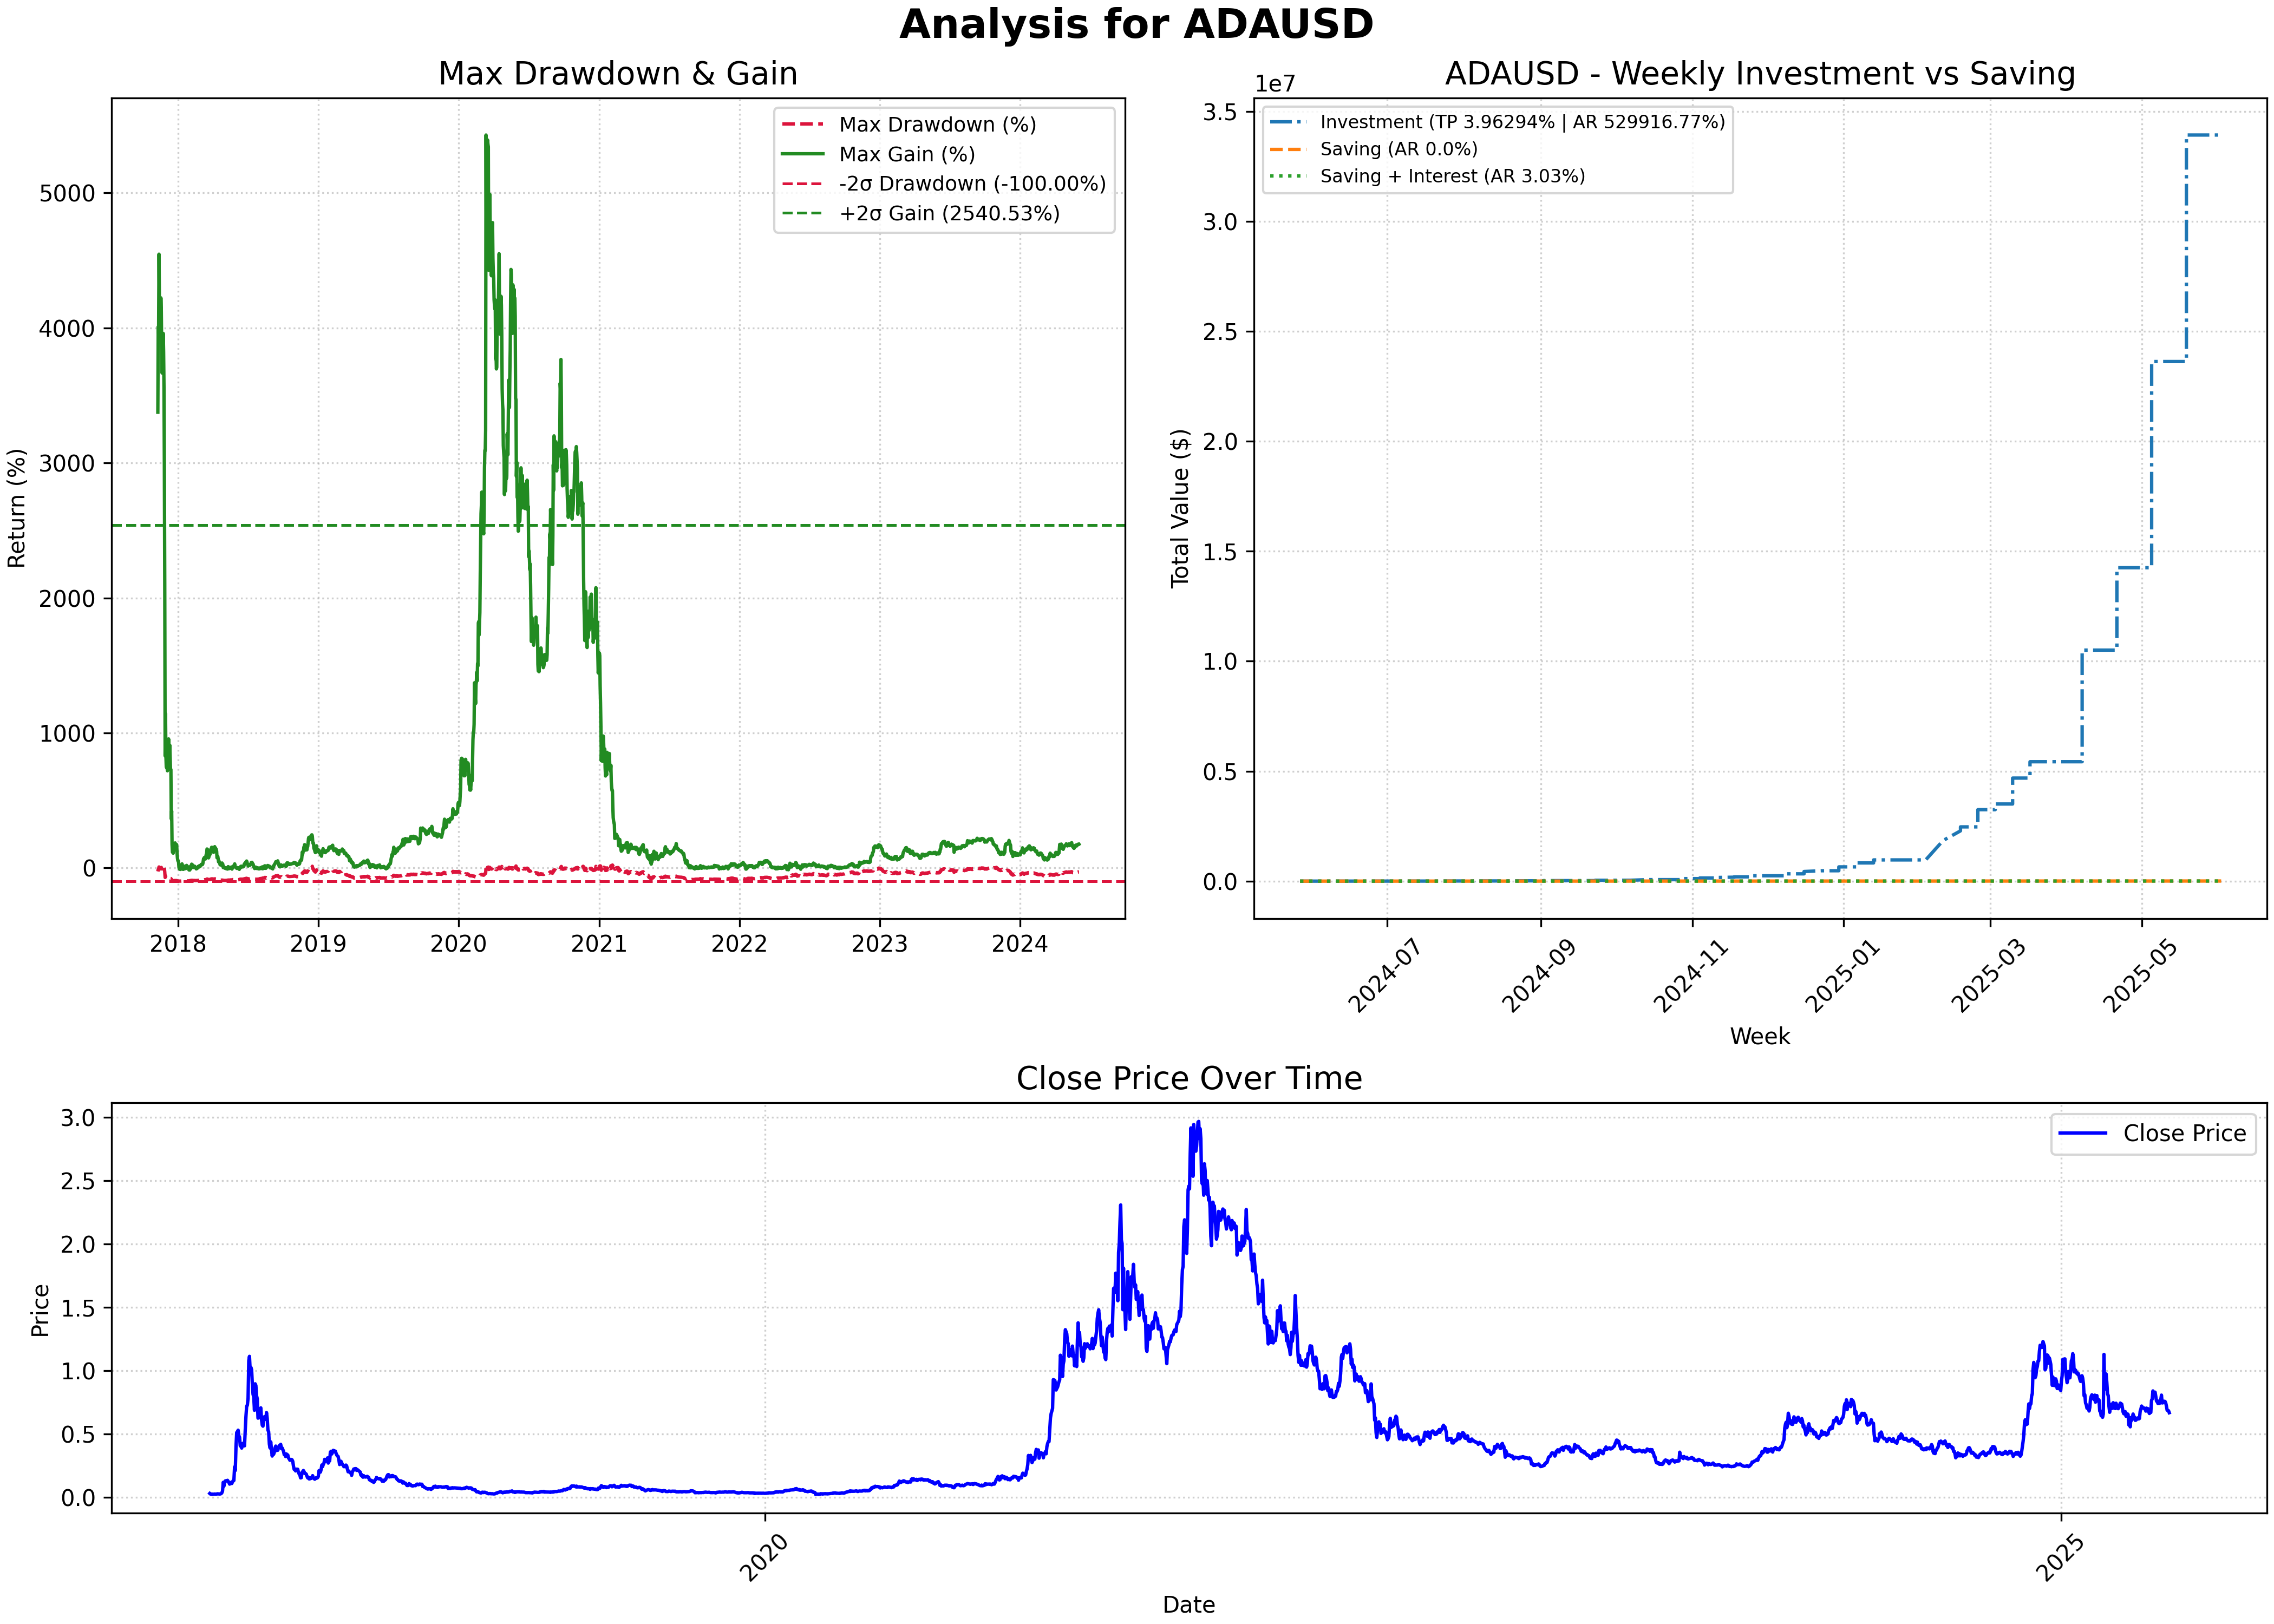 Analysis for ADAUSD
Max Drawdown & Gain
Max Drawdown (%)
Max Gain (%)
-2σ Drawdown (-100.00%)
+2σ Gain (2540.53%)
Return (%)
5000
4000
3000
2000
1000
0
2018 2019 2020 2021 2022 2023 2024
ADAUSD - Weekly Investment vs Saving
1e7
Investment (TP 3.96294% | AR 529916.77%)
Saving (AR 0.0%)
Saving + Interest (AR 3.03%)
Total Value ($)
3.5
3.0
2.5
2.0
1.5
1.0
0.5
0.0
2024-07 2024-09 2024-11 2025-01 2025-03 2025-05
Week
Close Price Over Time
Close Price
Price
3.0
2.5
2.0
1.5
1.0
0.5
0.0
2020 2025
Date